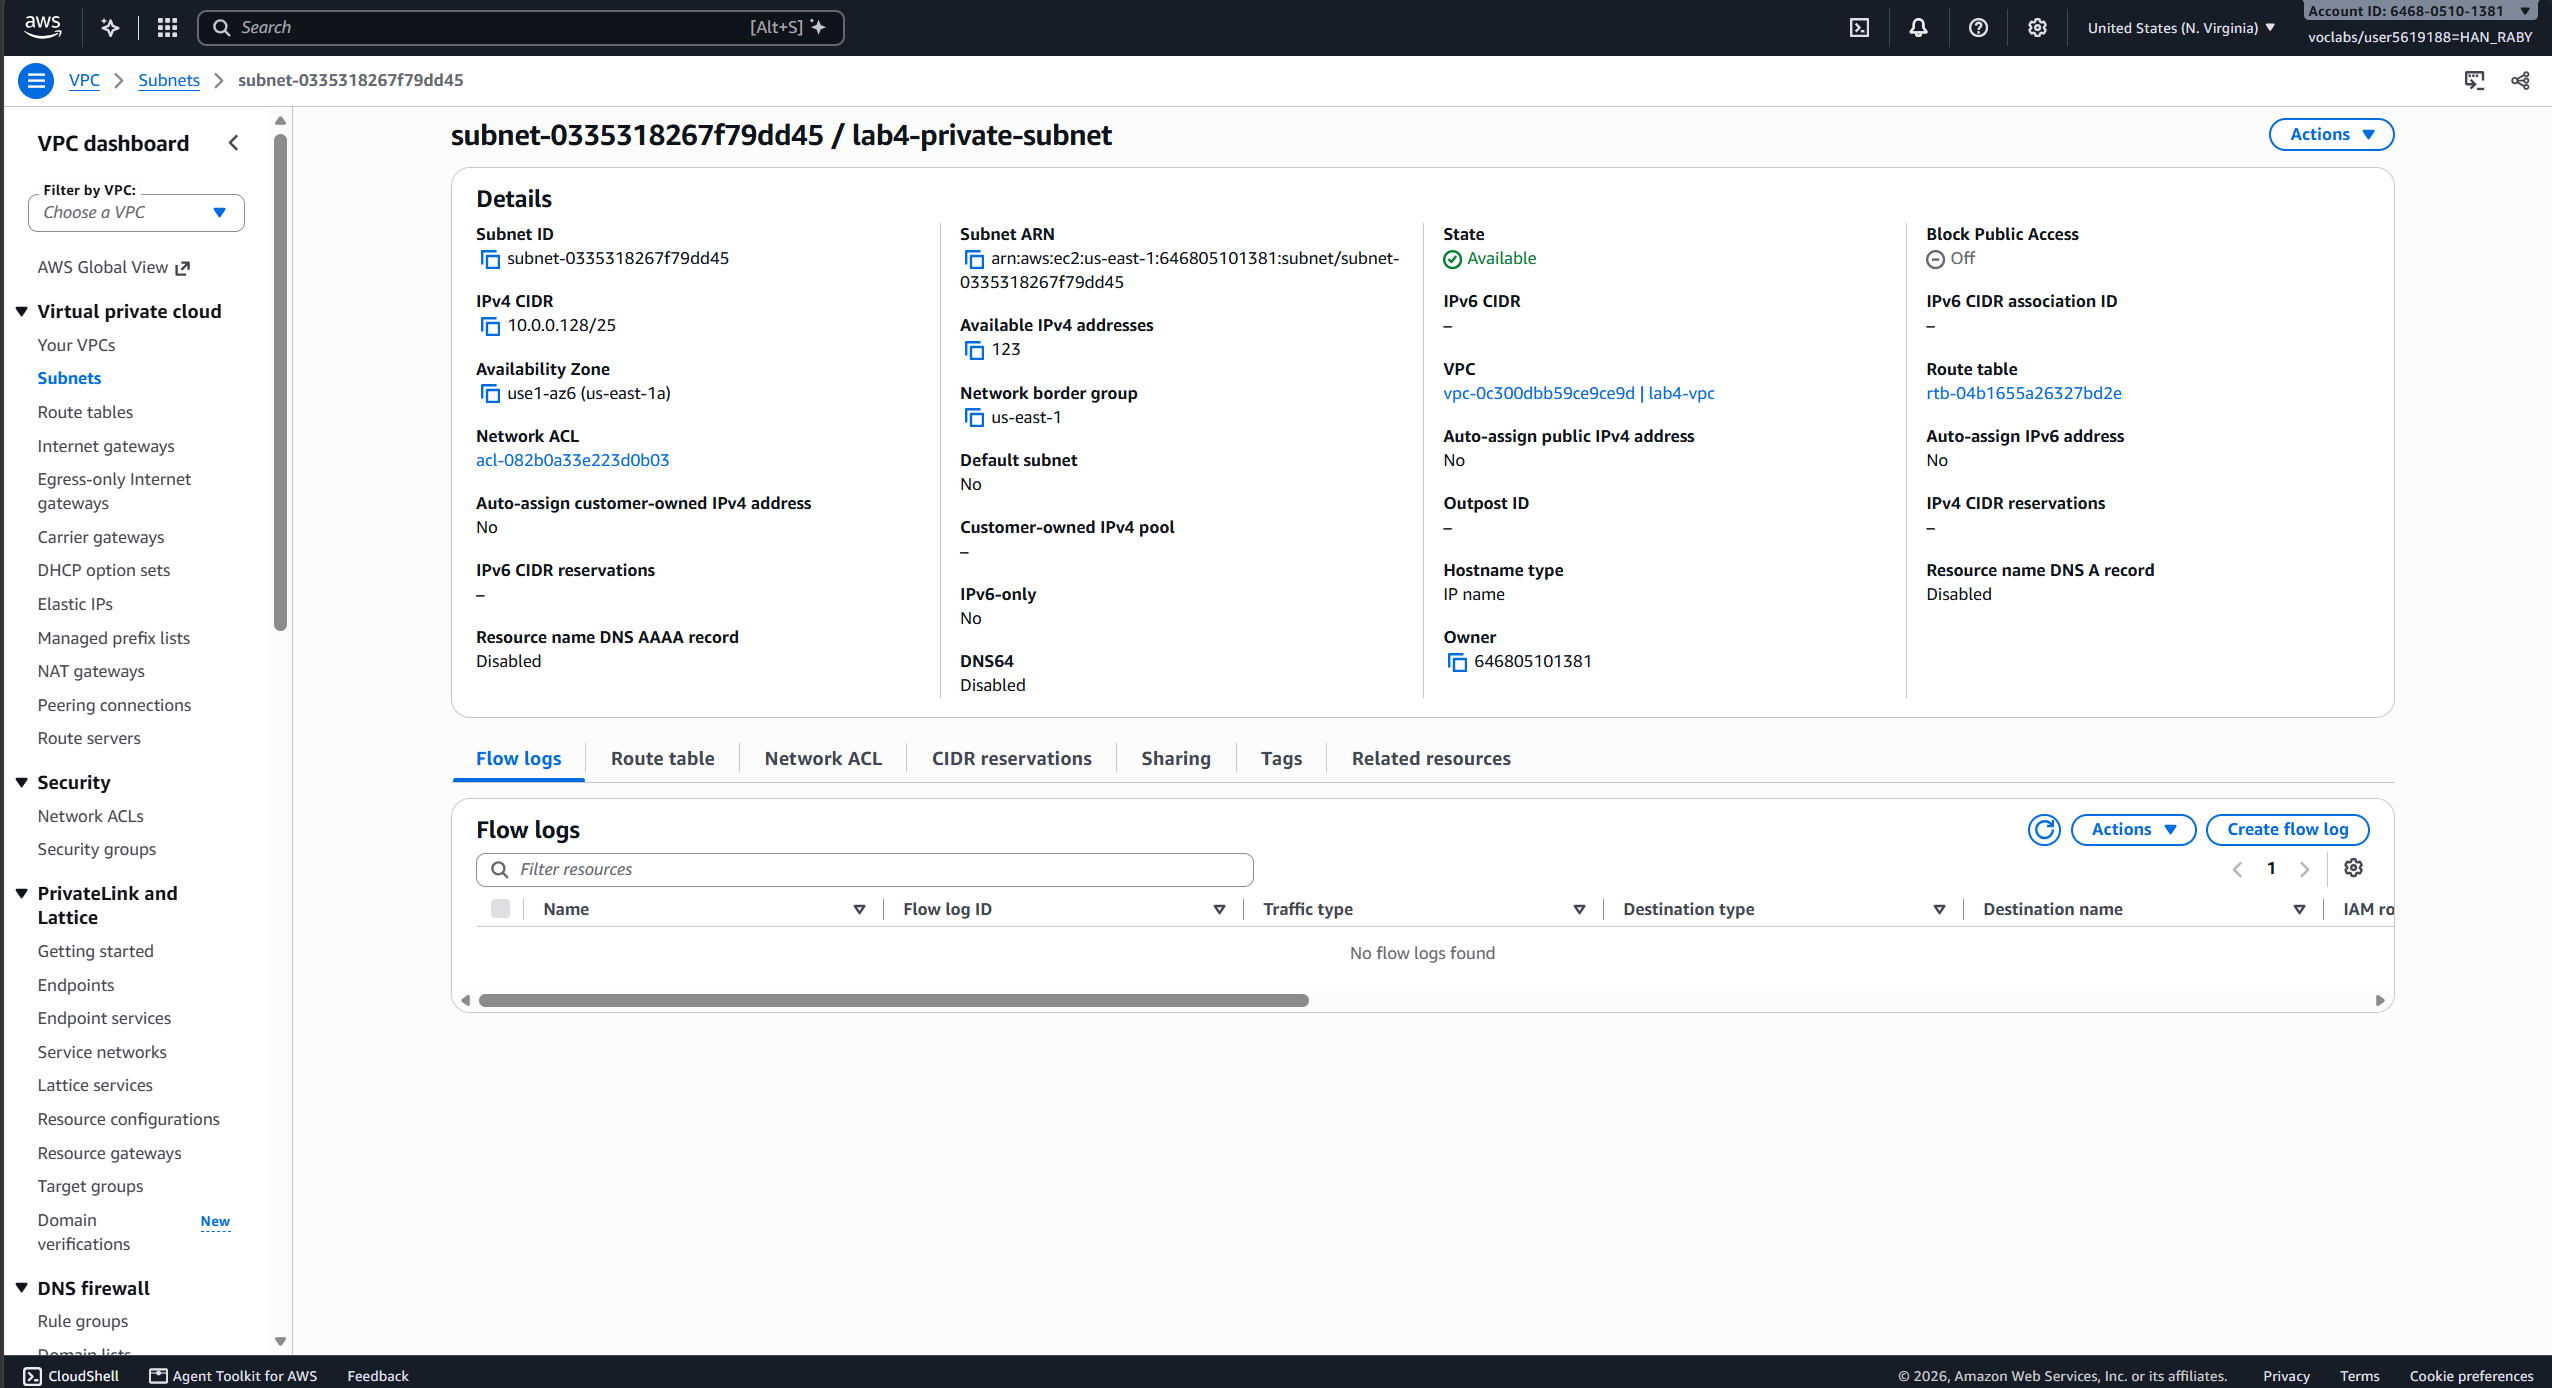 aws
Search [Alt+S]
United States (N. Virginia)
Account ID: 6468-0510-1381
voclabs/user5619188=HAN_RABY
VPC
Subnets
subnet-0335318267f79dd45
VPC dashboard
Filter by VPC:
Choose a VPC
AWS Global View
Virtual private cloud
Your VPCs
Subnets
Route tables
Internet gateways
Egress-only Internet
gateways
Carrier gateways
DHCP option sets
Elastic IPs
Managed prefix lists
NAT gateways
Peering connections
Route servers
Security
Network ACLs
Security groups
PrivateLink and
Lattice
Getting started
Endpoints
Endpoint services
Service networks
Lattice services
Resource configurations
Resource gateways
Target groups
Domain
verifications
New
DNS firewall
Rule groups
Domain lists
subnet-0335318267f79dd45 / lab4-private-subnet
Actions
Details
Subnet ID
subnet-0335318267f79dd45
IPv4 CIDR
10.0.0.128/25
Availability Zone
use1-az6 (us-east-1a)
Network ACL
acl-082b0a33e223d0b03
Auto-assign customer-owned IPv4 address
No
IPv6 CIDR reservations
–
Resource name DNS AAAA record
Disabled
Subnet ARN
arn:aws:ec2:us-east-1:646805101381:subnet/subnet-
0335318267f79dd45
Available IPv4 addresses
123
Network border group
us-east-1
Default subnet
No
Customer-owned IPv4 pool
–
IPv6-only
No
DNS64
Disabled
State
Available
IPv6 CIDR
–
VPC
vpc-0c300dbb59ce9ce9d | lab4-vpc
Auto-assign public IPv4 address
No
Outpost ID
–
Hostname type
IP name
Owner
646805101381
Block Public Access
Off
IPv6 CIDR association ID
–
Route table
rtb-04b1655a26327bd2e
Auto-assign IPv6 address
No
IPv4 CIDR reservations
–
Resource name DNS A record
Disabled
Flow logs
Route table
Network ACL
CIDR reservations
Sharing
Tags
Related resources
Flow logs
Actions
Create flow log
Filter resources
1
Name
Flow log ID
Traffic type
Destination type
Destination name
IAM ro
No flow logs found
CloudShell
Agent Toolkit for AWS
Feedback
© 2026, Amazon Web Services, Inc. or its affiliates.
Privacy
Terms
Cookie preferences